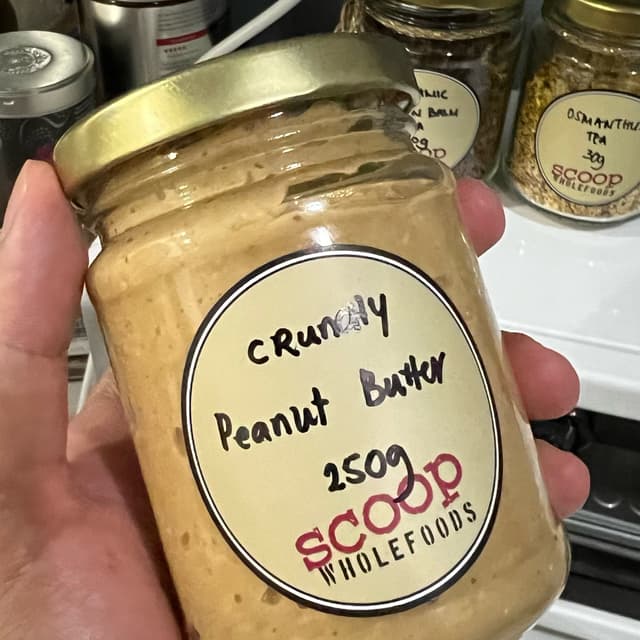 CRunchy
Peanut Butter
250g
SCOOP
WHOLEFOODS
OSMANTHUS
TEA
30g
SCOOP
WHOLEFOODS